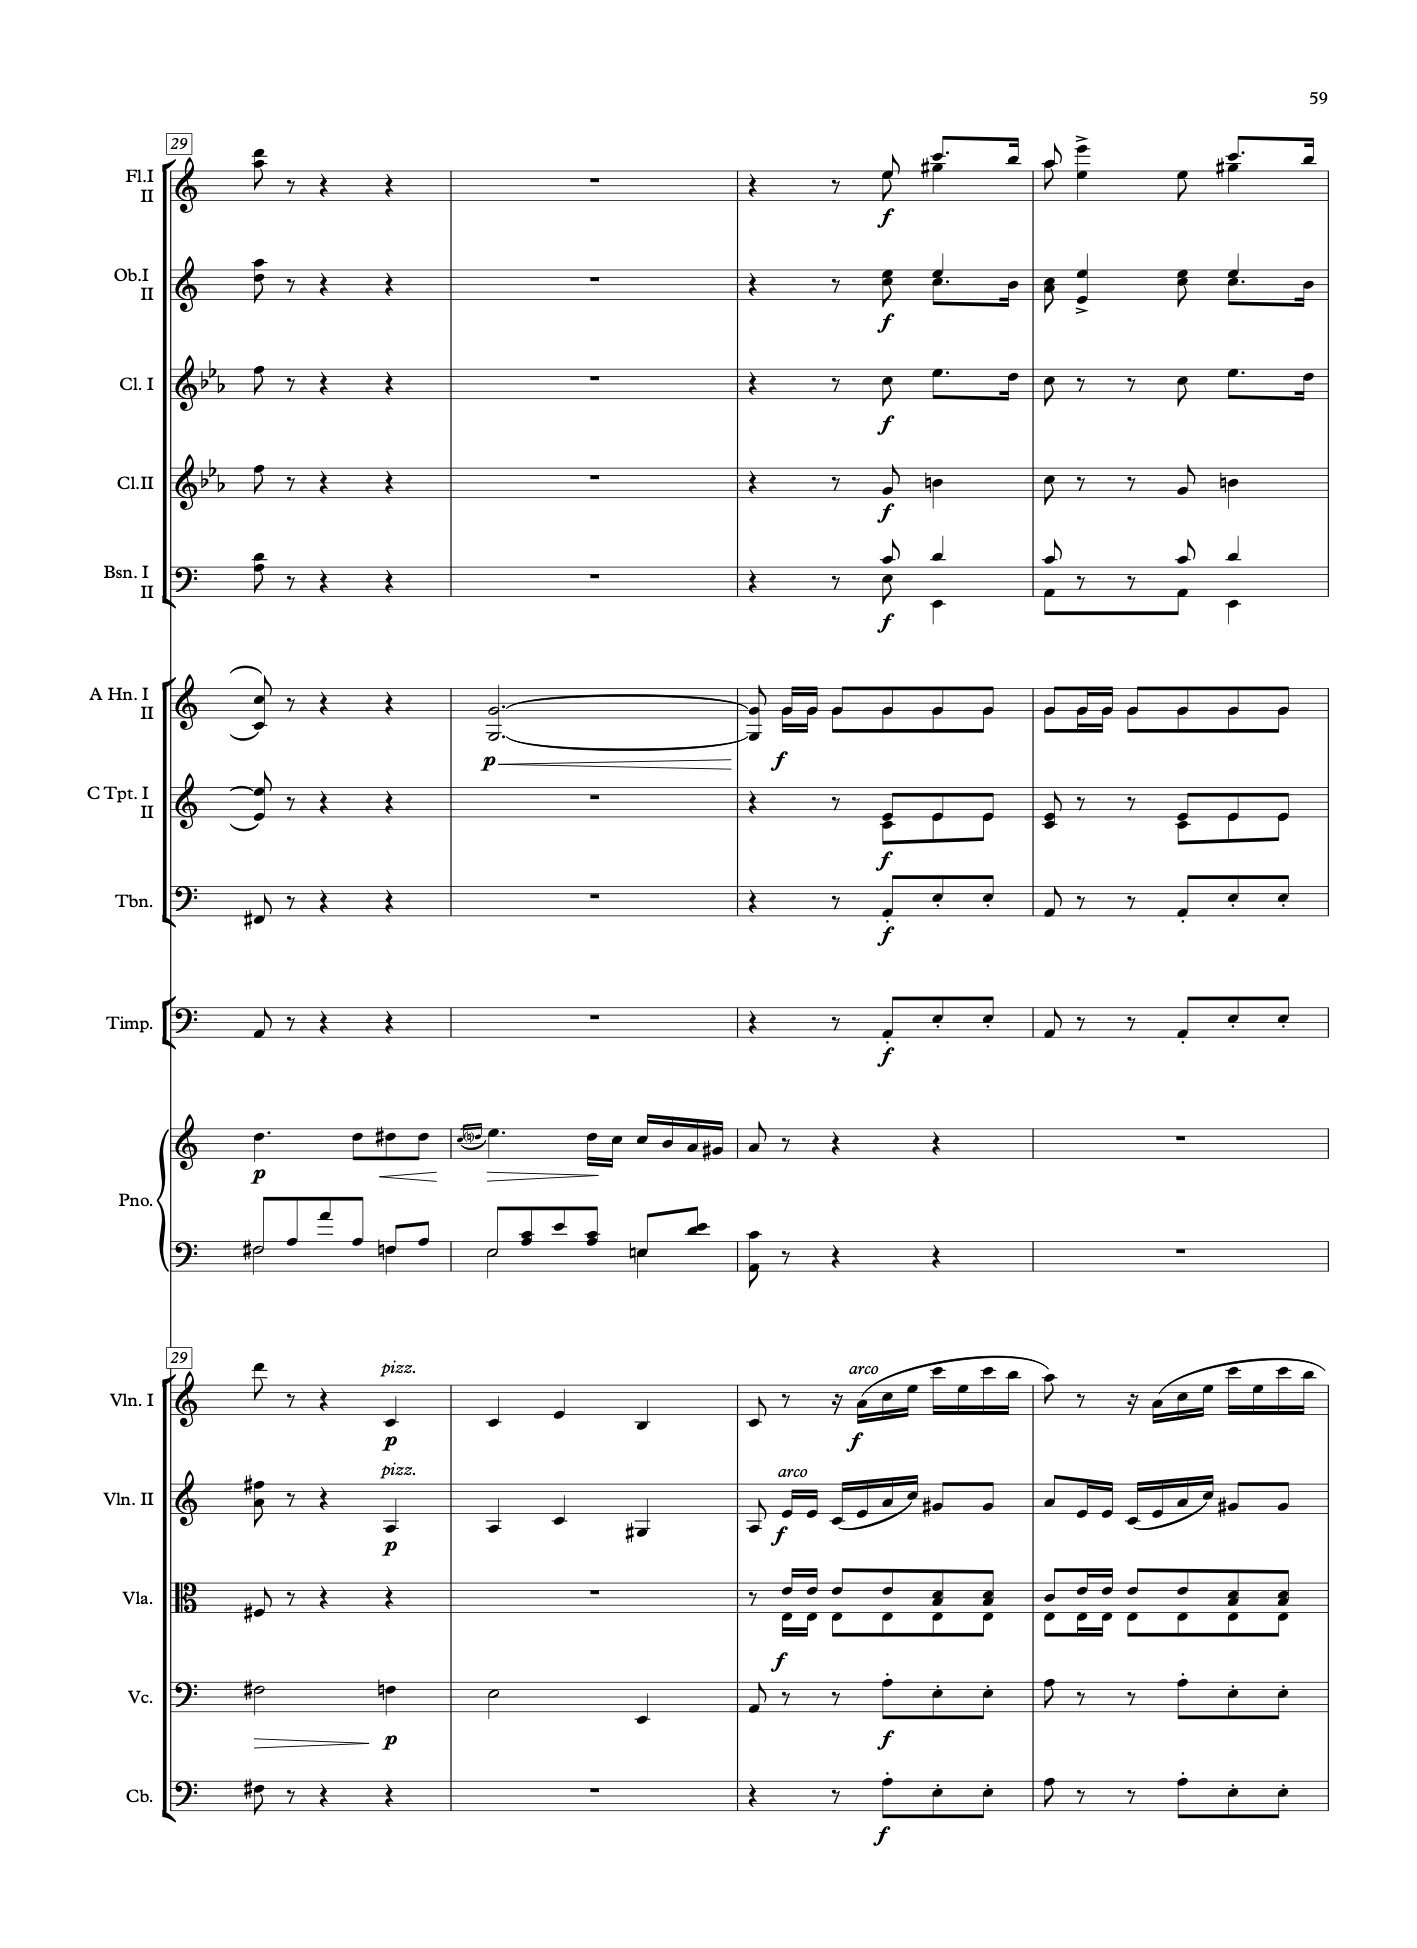 59
29
Fl.I
II
f
Ob.I
II
f
Cl. I
f
Cl.II
f
Bsn. I
II
f
A Hn. I
II
p f
C Tpt. I
II
f
Tbn.
f
Timp.
f
p
Pno.
29
pizz. arco
Vln. I
p f
pizz. arco
Vln. II
p f
Vla.
f
Vc.
p f
Cb.
f